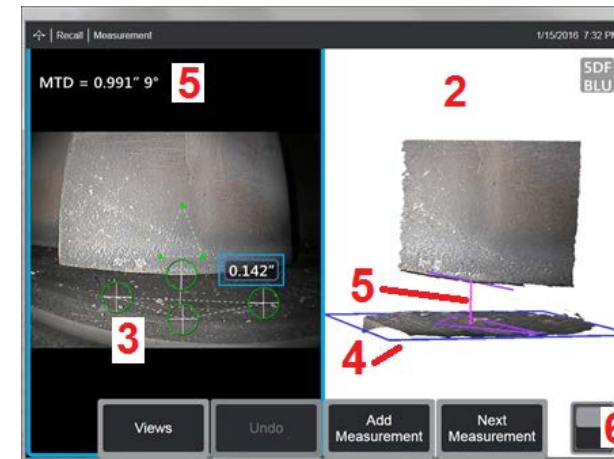 Recall | Measurement
1/15/2016 7:32 PM
MTD = 0.991" 9°
5
2
5DF
BLU
0.142"
3
5
4
Views
Undo
Add
Measurement
Next
Measurement
6